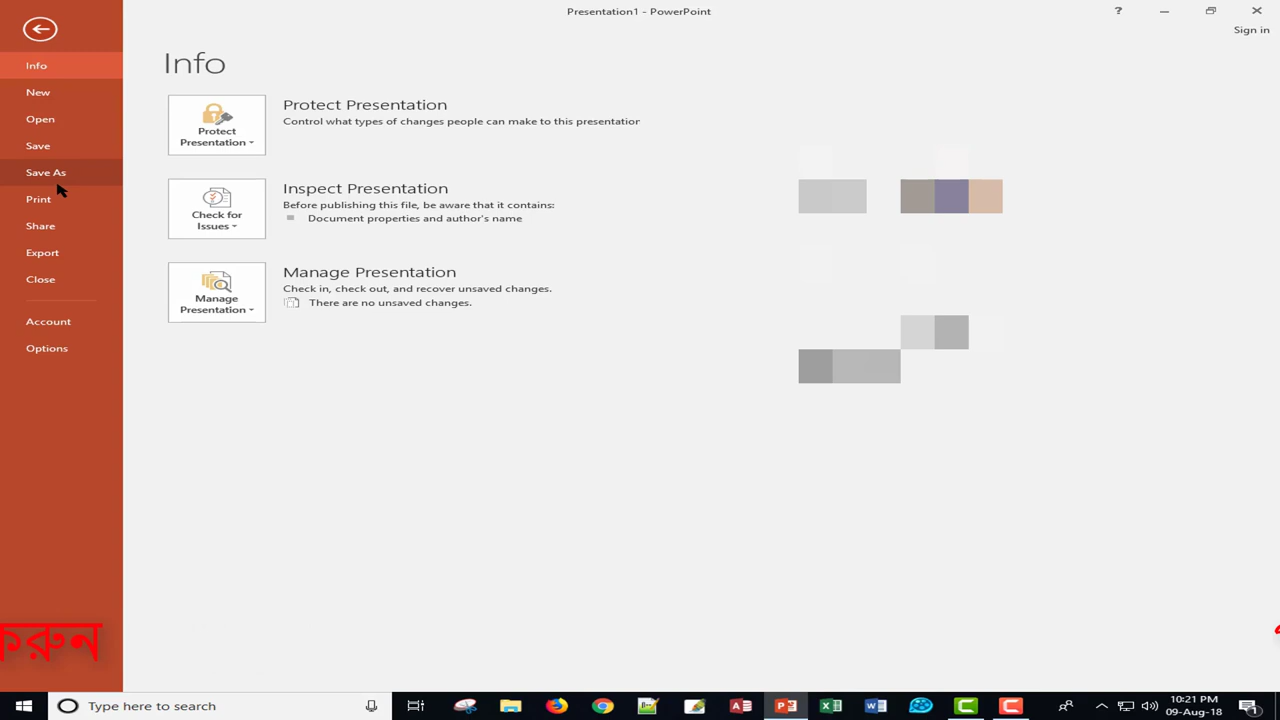 Presentation1 - PowerPoint
?
Sign in
Info
New
Open
Save
Save As
Print
Share
Export
Close
Account
Options
Info
Protect Presentation
Protect Presentation
Control what types of changes people can make to this presentation
Check for Issues
Inspect Presentation
Before publishing this file, be aware that it contains:
Document properties and author's name
Manage Presentation
Manage Presentation
Check in, check out, and recover unsaved changes.
There are no unsaved changes.
করুন
Type here to search
10:21 PM
09-Aug-18
1